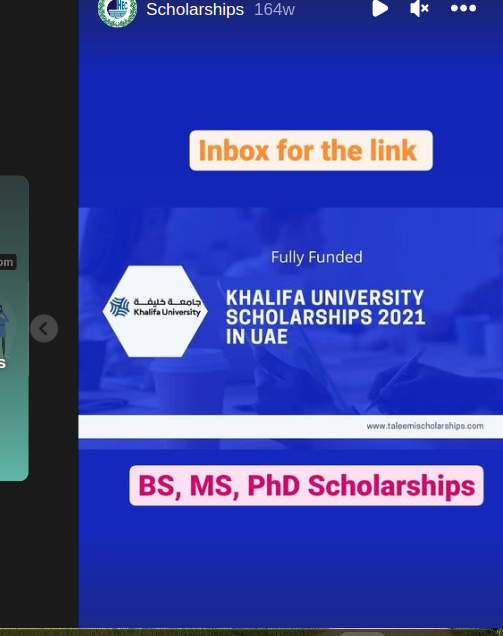 HEC
Scholarships 164w
Inbox for the link
om
s
Fully Funded
جامعة خليفة
Khalifa University
KHALIFA UNIVERSITY
SCHOLARSHIPS 2021
IN UAE
www.taleemischolarships.com
BS, MS, PhD Scholarships